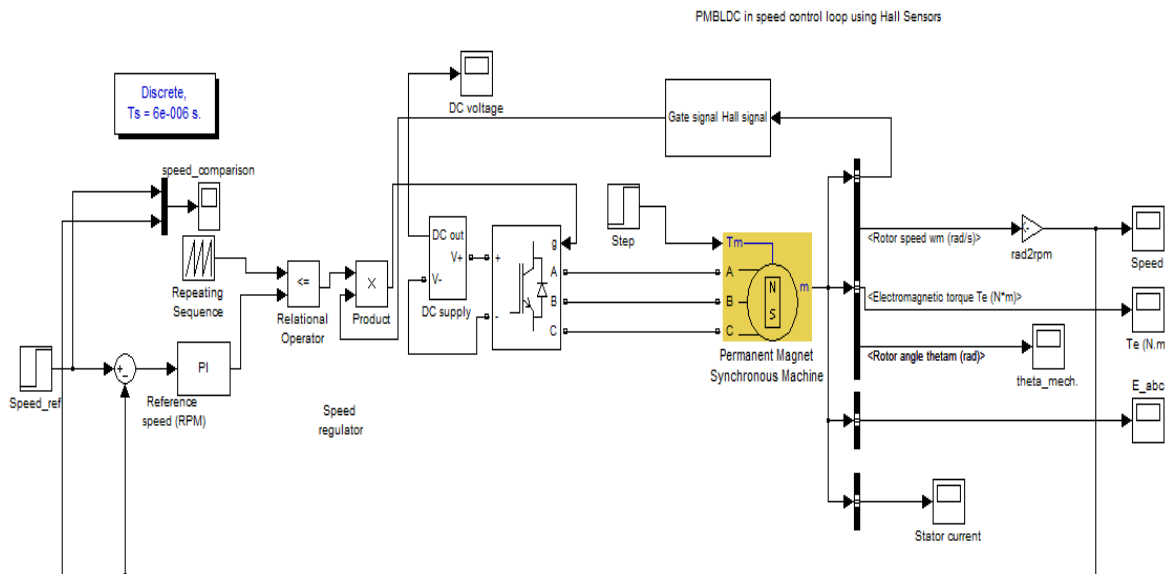 PMBLDC in speed control loop using Hall Sensors
Discrete,
Ts = 6e-006 s.
DC voltage
Gate signal Hall signal
speed_comparison
Step
g
DC out
V+
V-
DC supply
+
-
A
B
C
Tm
A
B
C
N
S
m
Permanent Magnet
Synchronous Machine
<Rotor speed wm (rad/s)>
rad2rpm
Speed
<Electromagnetic torque Te (N*m)>
Te (N.m
<Rotor angle thetam (rad)>
theta_mech.
E_abc
Stator current
Repeating
Sequence
<=
Relational
Operator
×
Product
Speed_ref
+
-
PI
Reference
speed (RPM)
Speed
regulator